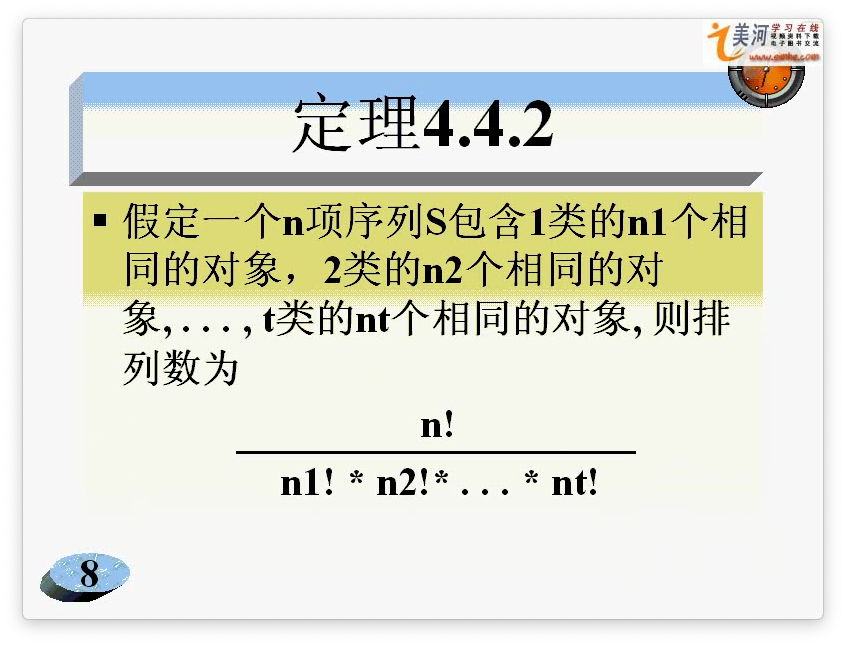 美河学习在线
视频资料下载
电子图书交流
www.eimhe.com
定理4.4.2
▪ 假定一个n项序列S包含1类的n1个相
同的对象，2类的n2个相同的对
象, . . . , t类的nt个相同的对象, 则排
列数为
n!
n1! * n2!* . . . * nt!
8